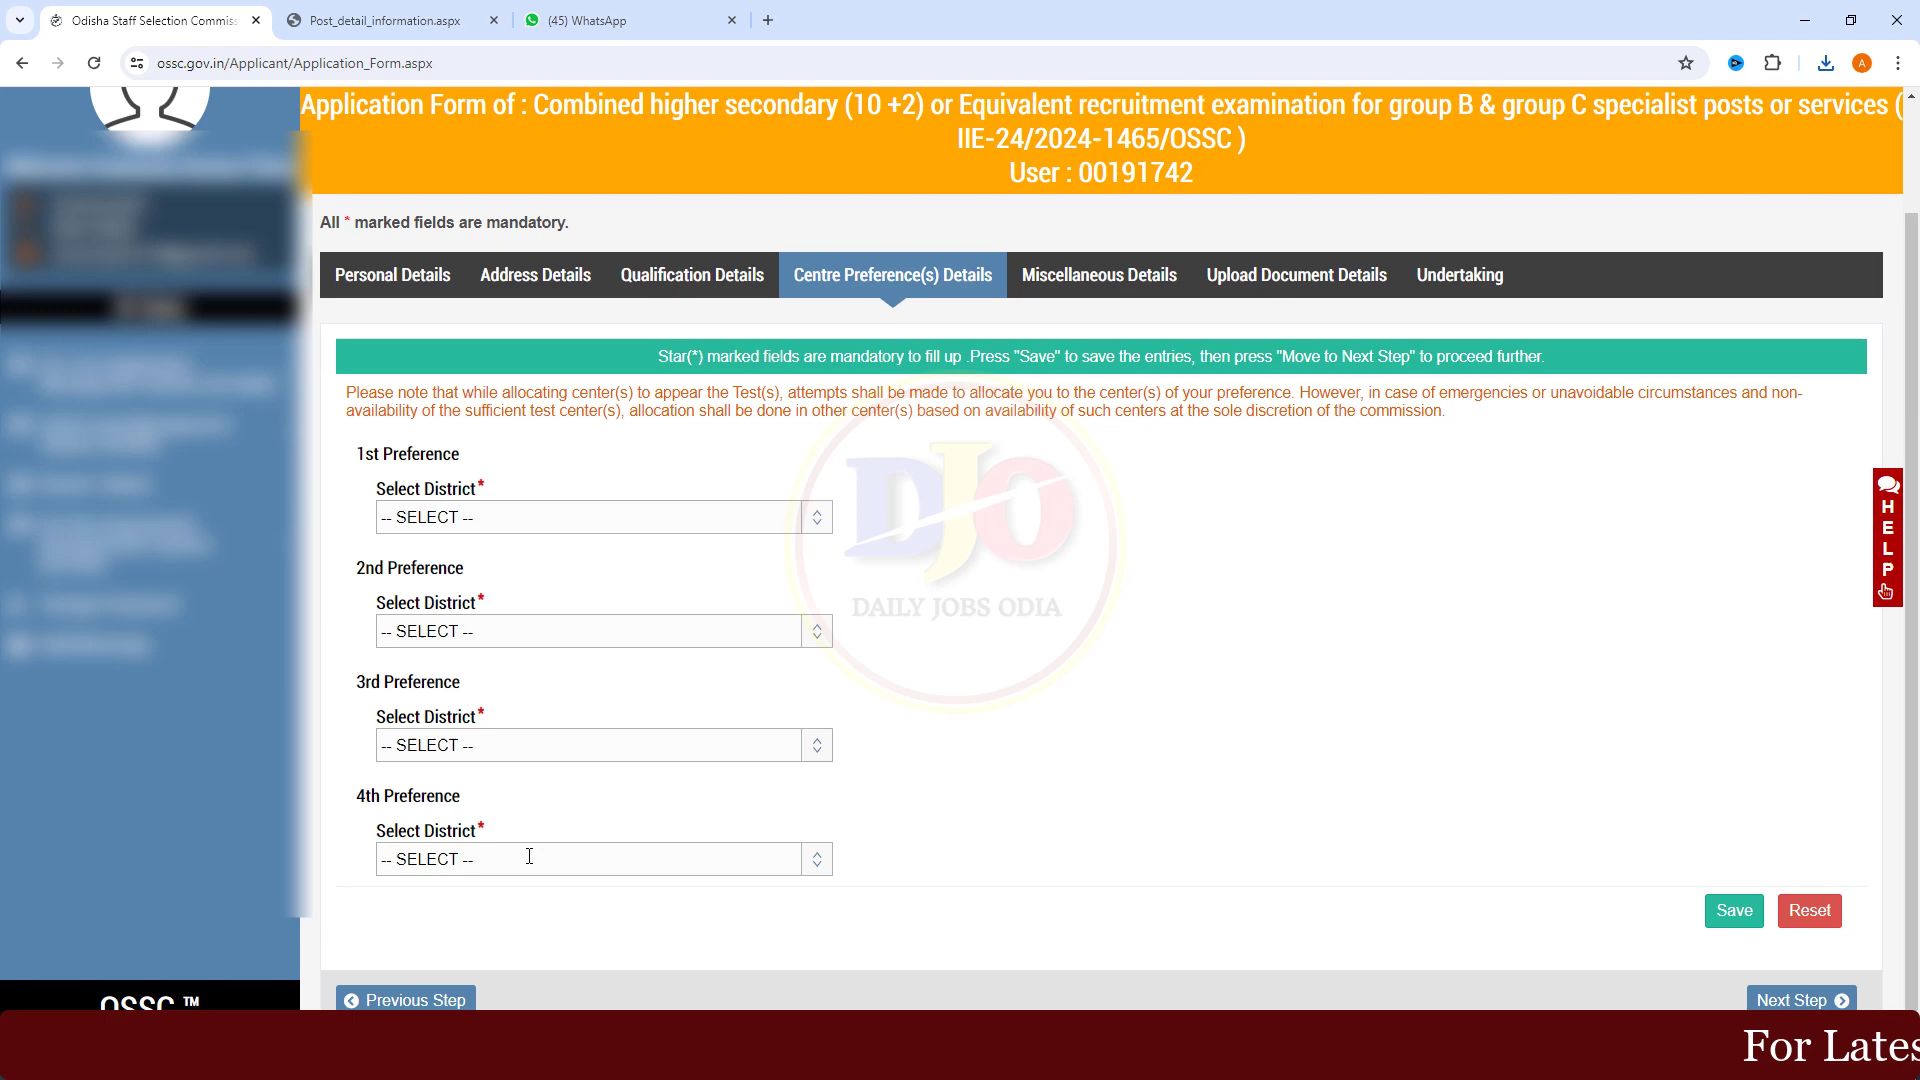 Odisha Staff Selection Commiss
Post_detail_information.aspx
(45) WhatsApp
ossc.gov.in/Applicant/Application_Form.aspx
A
Application Form of : Combined higher secondary (10 +2) or Equivalent recruitment examination for group B & group C specialist posts or services (
IIE-24/2024-1465/OSSC )
User : 00191742
All * marked fields are mandatory.
Personal Details
Address Details
Qualification Details
Centre Preference(s) Details
Miscellaneous Details
Upload Document Details
Undertaking
Star(*) marked fields are mandatory to fill up .Press "Save" to save the entries, then press "Move to Next Step" to proceed further.
Please note that while allocating center(s) to appear the Test(s), attempts shall be made to allocate you to the center(s) of your preference. However, in case of emergencies or unavoidable circumstances and non-
availability of the sufficient test center(s), allocation shall be done in other center(s) based on availability of such centers at the sole discretion of the commission.
1st Preference
Select District*
-- SELECT --
2nd Preference
Select District*
-- SELECT --
3rd Preference
Select District*
-- SELECT --
4th Preference
Select District*
-- SELECT --
DJO
DAILY JOBS ODIA
HELP
Save
Reset
Previous Step
Next Step
OSSC ™
For Lates